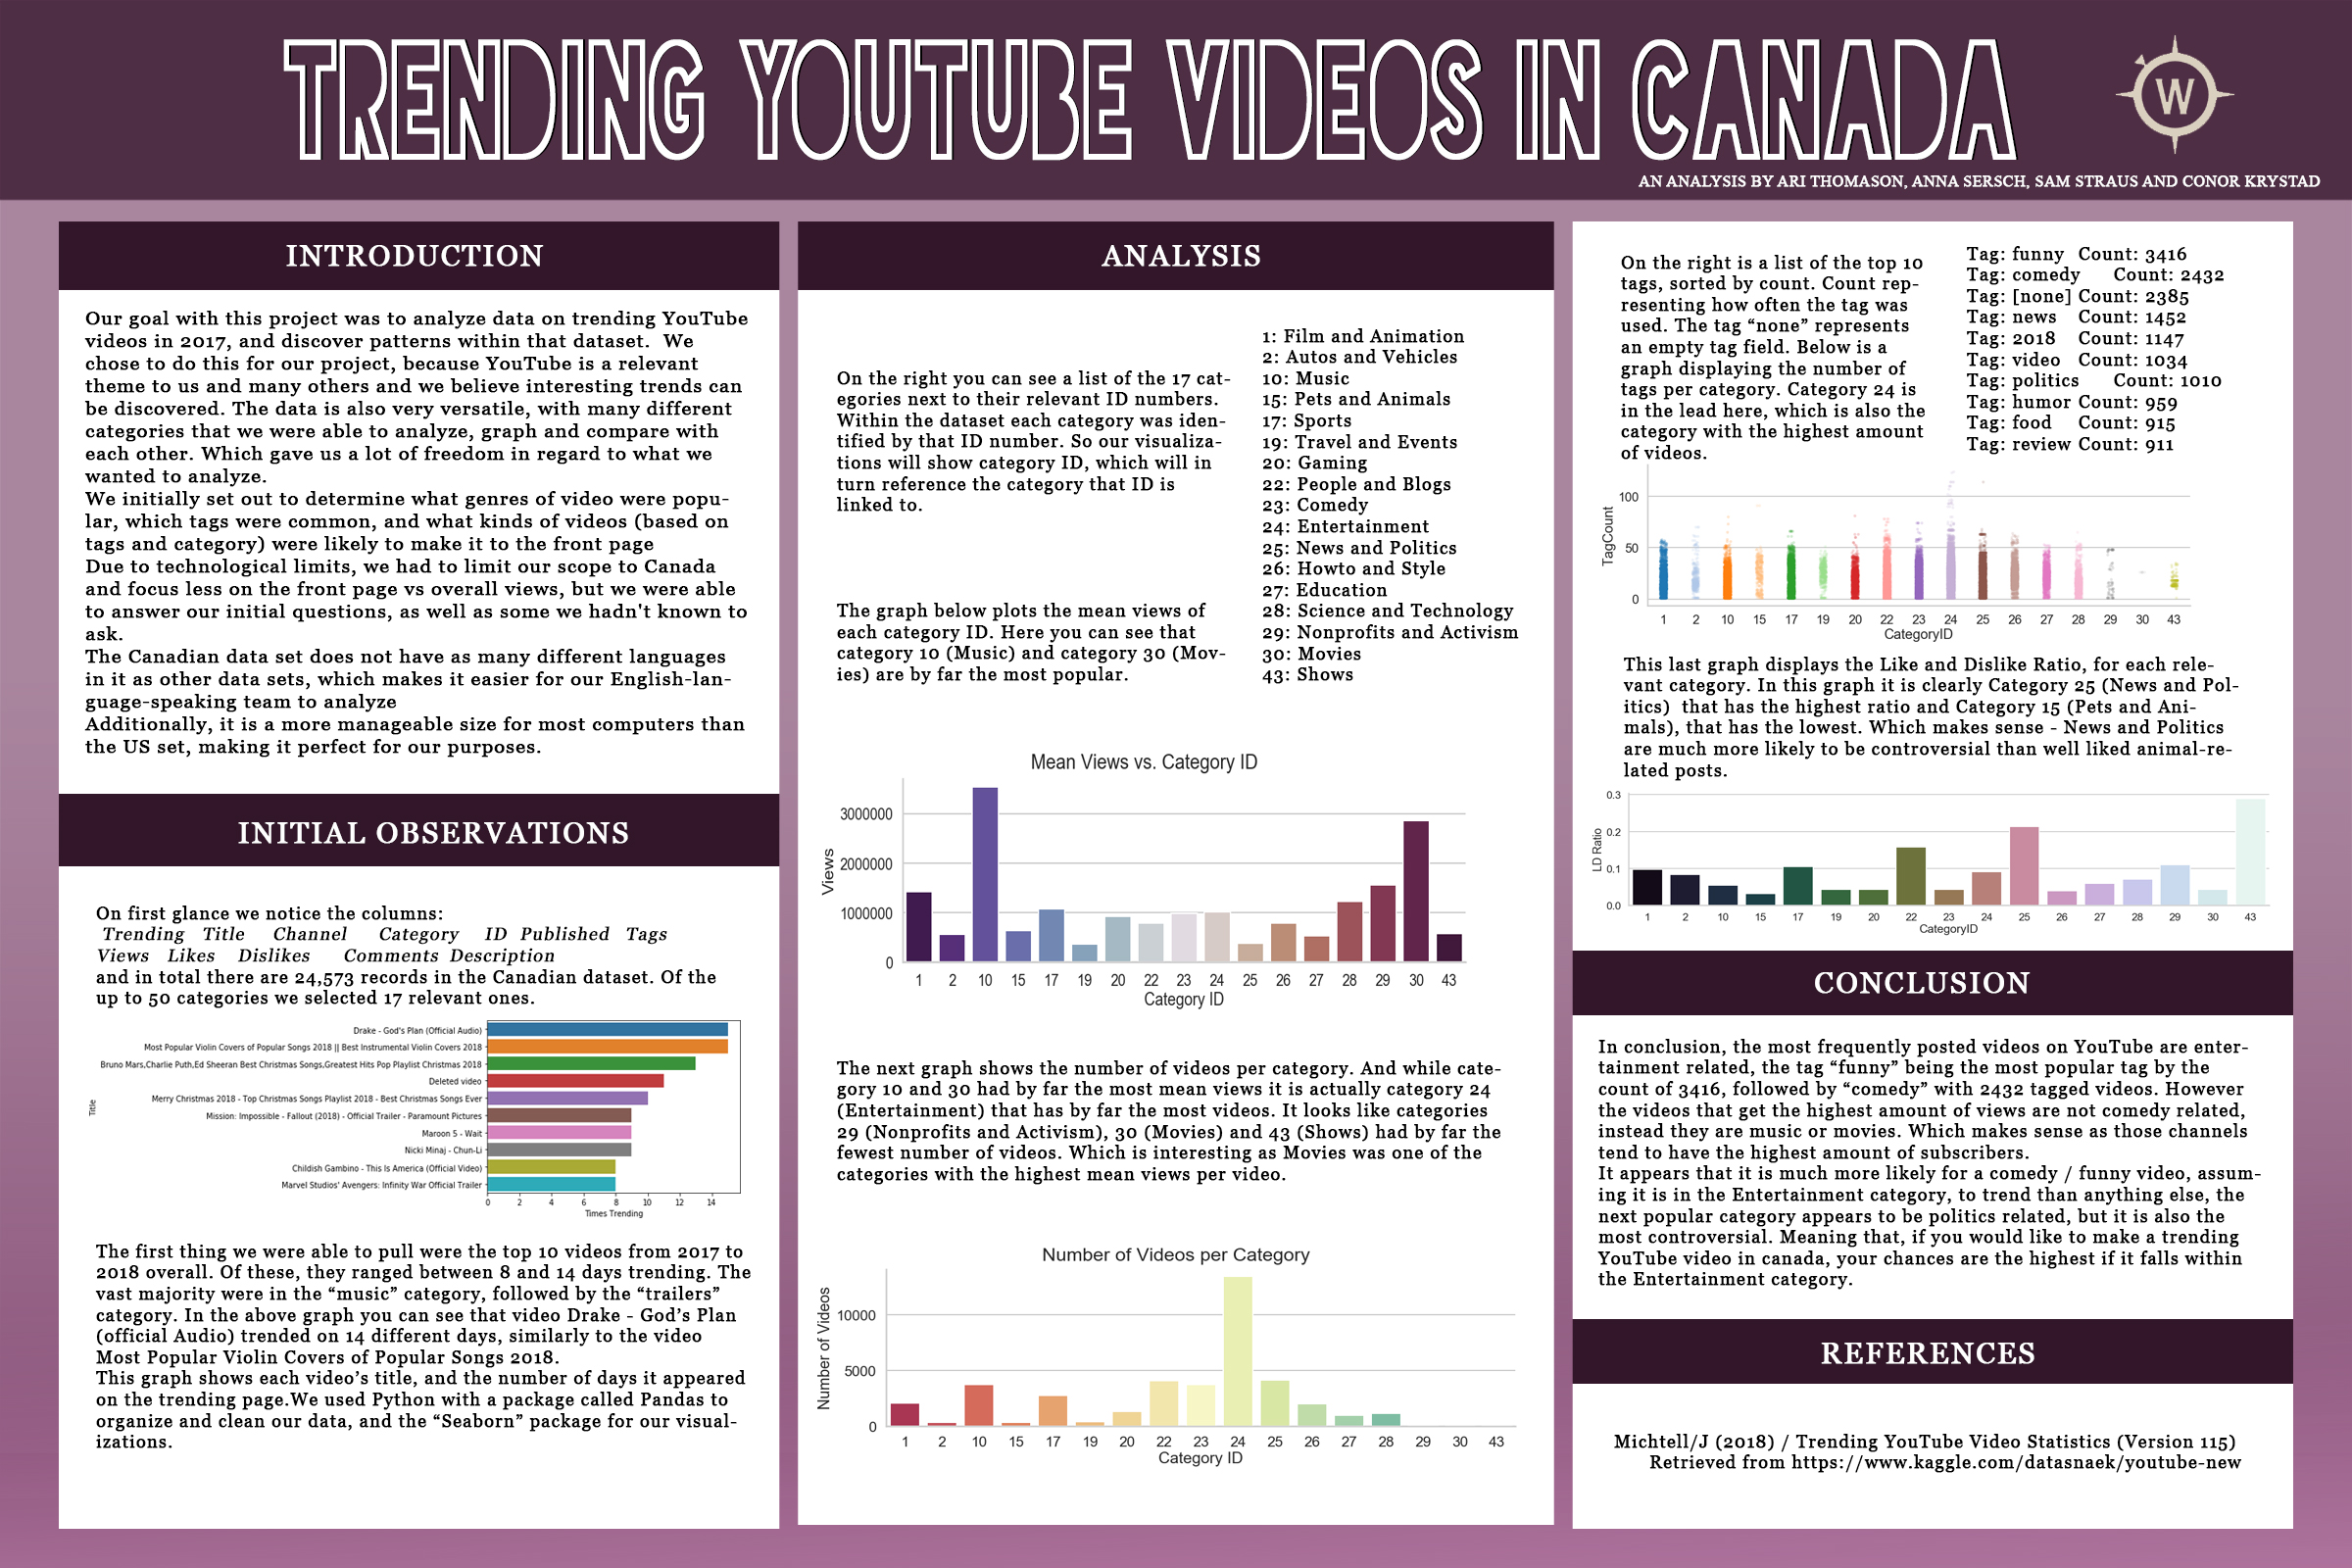 TRENDING YOUTUBE VIDEOS IN CANADA
W
AN ANALYSIS BY ARI THOMASON, ANNA SERSCH, SAM STRAUS AND CONOR KRYSTAD
INTRODUCTION
Our goal with this project was to analyze data on trending YouTube
videos in 2017, and discover patterns within that dataset.  We
chose to do this for our project, because YouTube is a relevant
theme to us and many others and we believe interesting trends can
be discovered. The data is also very versatile, with many different
categories that we were able to analyze, graph and compare with
each other. Which gave us a lot of freedom in regard to what we
wanted to analyze.
We initially set out to determine what genres of video were popu-
lar, which tags were common, and what kinds of videos (based on
tags and category) were likely to make it to the front page
Due to technological limits, we had to limit our scope to Canada
and focus less on the front page vs overall views, but we were able
to answer our initial questions, as well as some we hadn't known to
ask.
The Canadian data set does not have as many different languages
in it as other data sets, which makes it easier for our English-lan-
guage-speaking team to analyze
Additionally, it is a more manageable size for most computers than
the US set, making it perfect for our purposes.
INITIAL OBSERVATIONS
On first glance we notice the columns:
Trending Title Channel Category ID Published Tags
Views Likes Dislikes Comments Description
and in total there are 24,573 records in the Canadian dataset. Of the
up to 50 categories we selected 17 relevant ones.
Title
Drake - God's Plan (Official Audio)
Most Popular Violin Covers of Popular Songs 2018 || Best Instrumental Violin Covers 2018
Bruno Mars,Charlie Puth,Ed Sheeran Best Christmas Songs,Greatest Hits Pop Playlist Christmas 2018
Deleted video
Merry Christmas 2018 - Top Christmas Songs Playlist 2018 - Best Christmas Songs Ever
Mission: Impossible - Fallout (2018) - Official Trailer - Paramount Pictures
Maroon 5 - Wait
Nicki Minaj - Chun-Li
Childish Gambino - This Is America (Official Video)
Marvel Studios' Avengers: Infinity War Official Trailer
0 2 4 6 8 10 12 14
Times Trending
The first thing we were able to pull were the top 10 videos from 2017 to
2018 overall. Of these, they ranged between 8 and 14 days trending. The
vast majority were in the “music” category, followed by the “trailers”
category. In the above graph you can see that video Drake - God’s Plan
(official Audio) trended on 14 different days, similarly to the video
Most Popular Violin Covers of Popular Songs 2018.
This graph shows each video’s title, and the number of days it appeared
on the trending page.We used Python with a package called Pandas to
organize and clean our data, and the “Seaborn” package for our visual-
izations.
ANALYSIS
On the right you can see a list of the 17 cat-
egories next to their relevant ID numbers.
Within the dataset each category was iden-
tified by that ID number. So our visualiza-
tions will show category ID, which will in
turn reference the category that ID is
linked to.
The graph below plots the mean views of
each category ID. Here you can see that
category 10 (Music) and category 30 (Mov-
ies) are by far the most popular.
1: Film and Animation
2: Autos and Vehicles
10: Music
15: Pets and Animals
17: Sports
19: Travel and Events
20: Gaming
22: People and Blogs
23: Comedy
24: Entertainment
25: News and Politics
26: Howto and Style
27: Education
28: Science and Technology
29: Nonprofits and Activism
30: Movies
43: Shows
Mean Views vs. Category ID
Views
3000000
2000000
1000000
0
1 2 10 15 17 19 20 22 23 24 25 26 27 28 29 30 43
Category ID
The next graph shows the number of videos per category. And while cate-
gory 10 and 30 had by far the most mean views it is actually category 24
(Entertainment) that has by far the most videos. It looks like categories
29 (Nonprofits and Activism), 30 (Movies) and 43 (Shows) had by far the
fewest number of videos. Which is interesting as Movies was one of the
categories with the highest mean views per video.
Number of Videos per Category
Number of Videos
10000
5000
0
1 2 10 15 17 19 20 22 23 24 25 26 27 28 29 30 43
Category ID
On the right is a list of the top 10
tags, sorted by count. Count rep-
resenting how often the tag was
used. The tag “none” represents
an empty tag field. Below is a
graph displaying the number of
tags per category. Category 24 is
in the lead here, which is also the
category with the highest amount
of videos.
Tag: funny Count: 3416
Tag: comedy Count: 2432
Tag: [none] Count: 2385
Tag: news Count: 1452
Tag: 2018 Count: 1147
Tag: video Count: 1034
Tag: politics Count: 1010
Tag: humor Count: 959
Tag: food Count: 915
Tag: review Count: 911
TagCount
100
50
0
1 2 10 15 17 19 20 22 23 24 25 26 27 28 29 30 43
CategoryID
This last graph displays the Like and Dislike Ratio, for each rele-
vant category. In this graph it is clearly Category 25 (News and Pol-
itics)  that has the highest ratio and Category 15 (Pets and Ani-
mals), that has the lowest. Which makes sense - News and Politics
are much more likely to be controversial than well liked animal-re-
lated posts.
LD Ratio
0.3
0.2
0.1
0.0
1 2 10 15 17 19 20 22 23 24 25 26 27 28 29 30 43
CategoryID
CONCLUSION
In conclusion, the most frequently posted videos on YouTube are enter-
tainment related, the tag “funny” being the most popular tag by the
count of 3416, followed by “comedy” with 2432 tagged videos. However
the videos that get the highest amount of views are not comedy related,
instead they are music or movies. Which makes sense as those channels
tend to have the highest amount of subscribers.
It appears that it is much more likely for a comedy / funny video, assum-
ing it is in the Entertainment category, to trend than anything else, the
next popular category appears to be politics related, but it is also the
most controversial. Meaning that, if you would like to make a trending
YouTube video in canada, your chances are the highest if it falls within
the Entertainment category.
REFERENCES
Michtell/J (2018) / Trending YouTube Video Statistics (Version 115)
Retrieved from https://www.kaggle.com/datasnaek/youtube-new